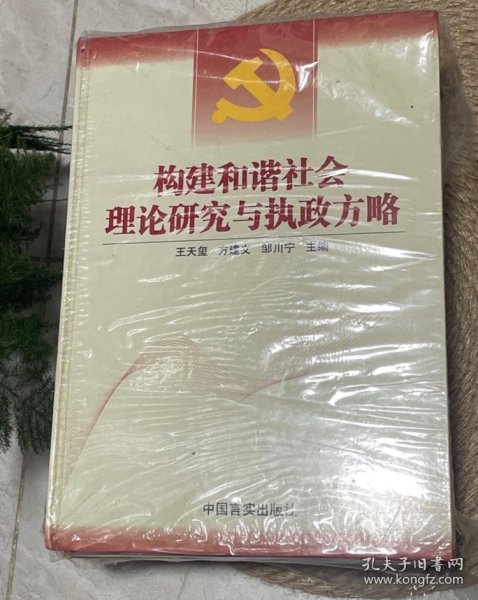 构建和谐社会
理论研究与执政方略
王天玺 方建文 邹川宁 主编
中国言实出版社
孔夫子旧书网
www.kongfz.com